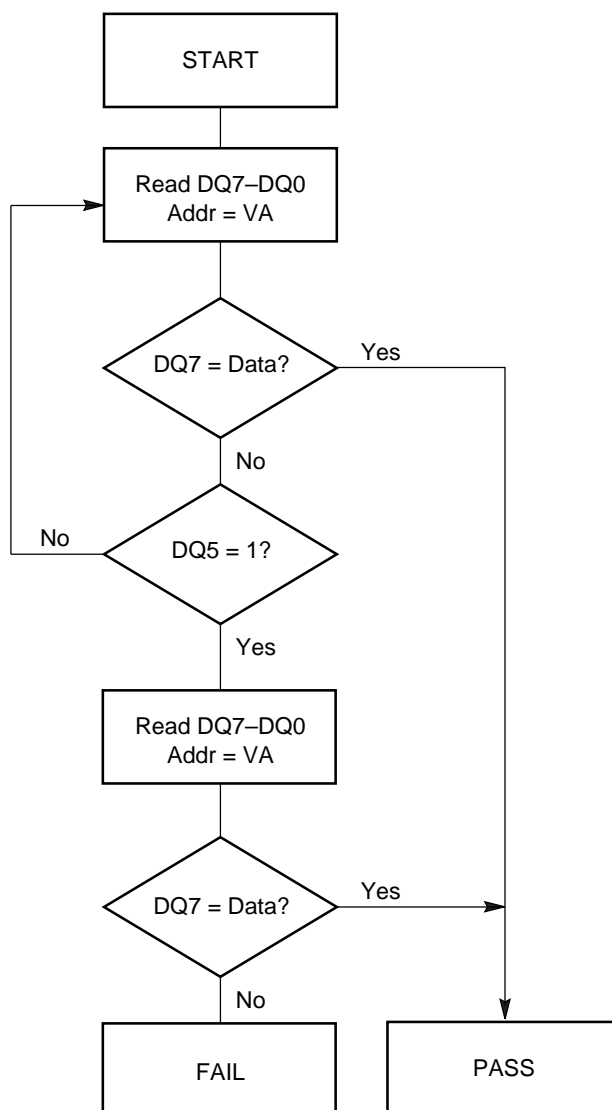 START
Read DQ7–DQ0
Addr = VA
DQ7 = Data?
Yes
No
No
DQ5 = 1?
Yes
Read DQ7–DQ0
Addr = VA
DQ7 = Data?
Yes
No
FAIL
PASS